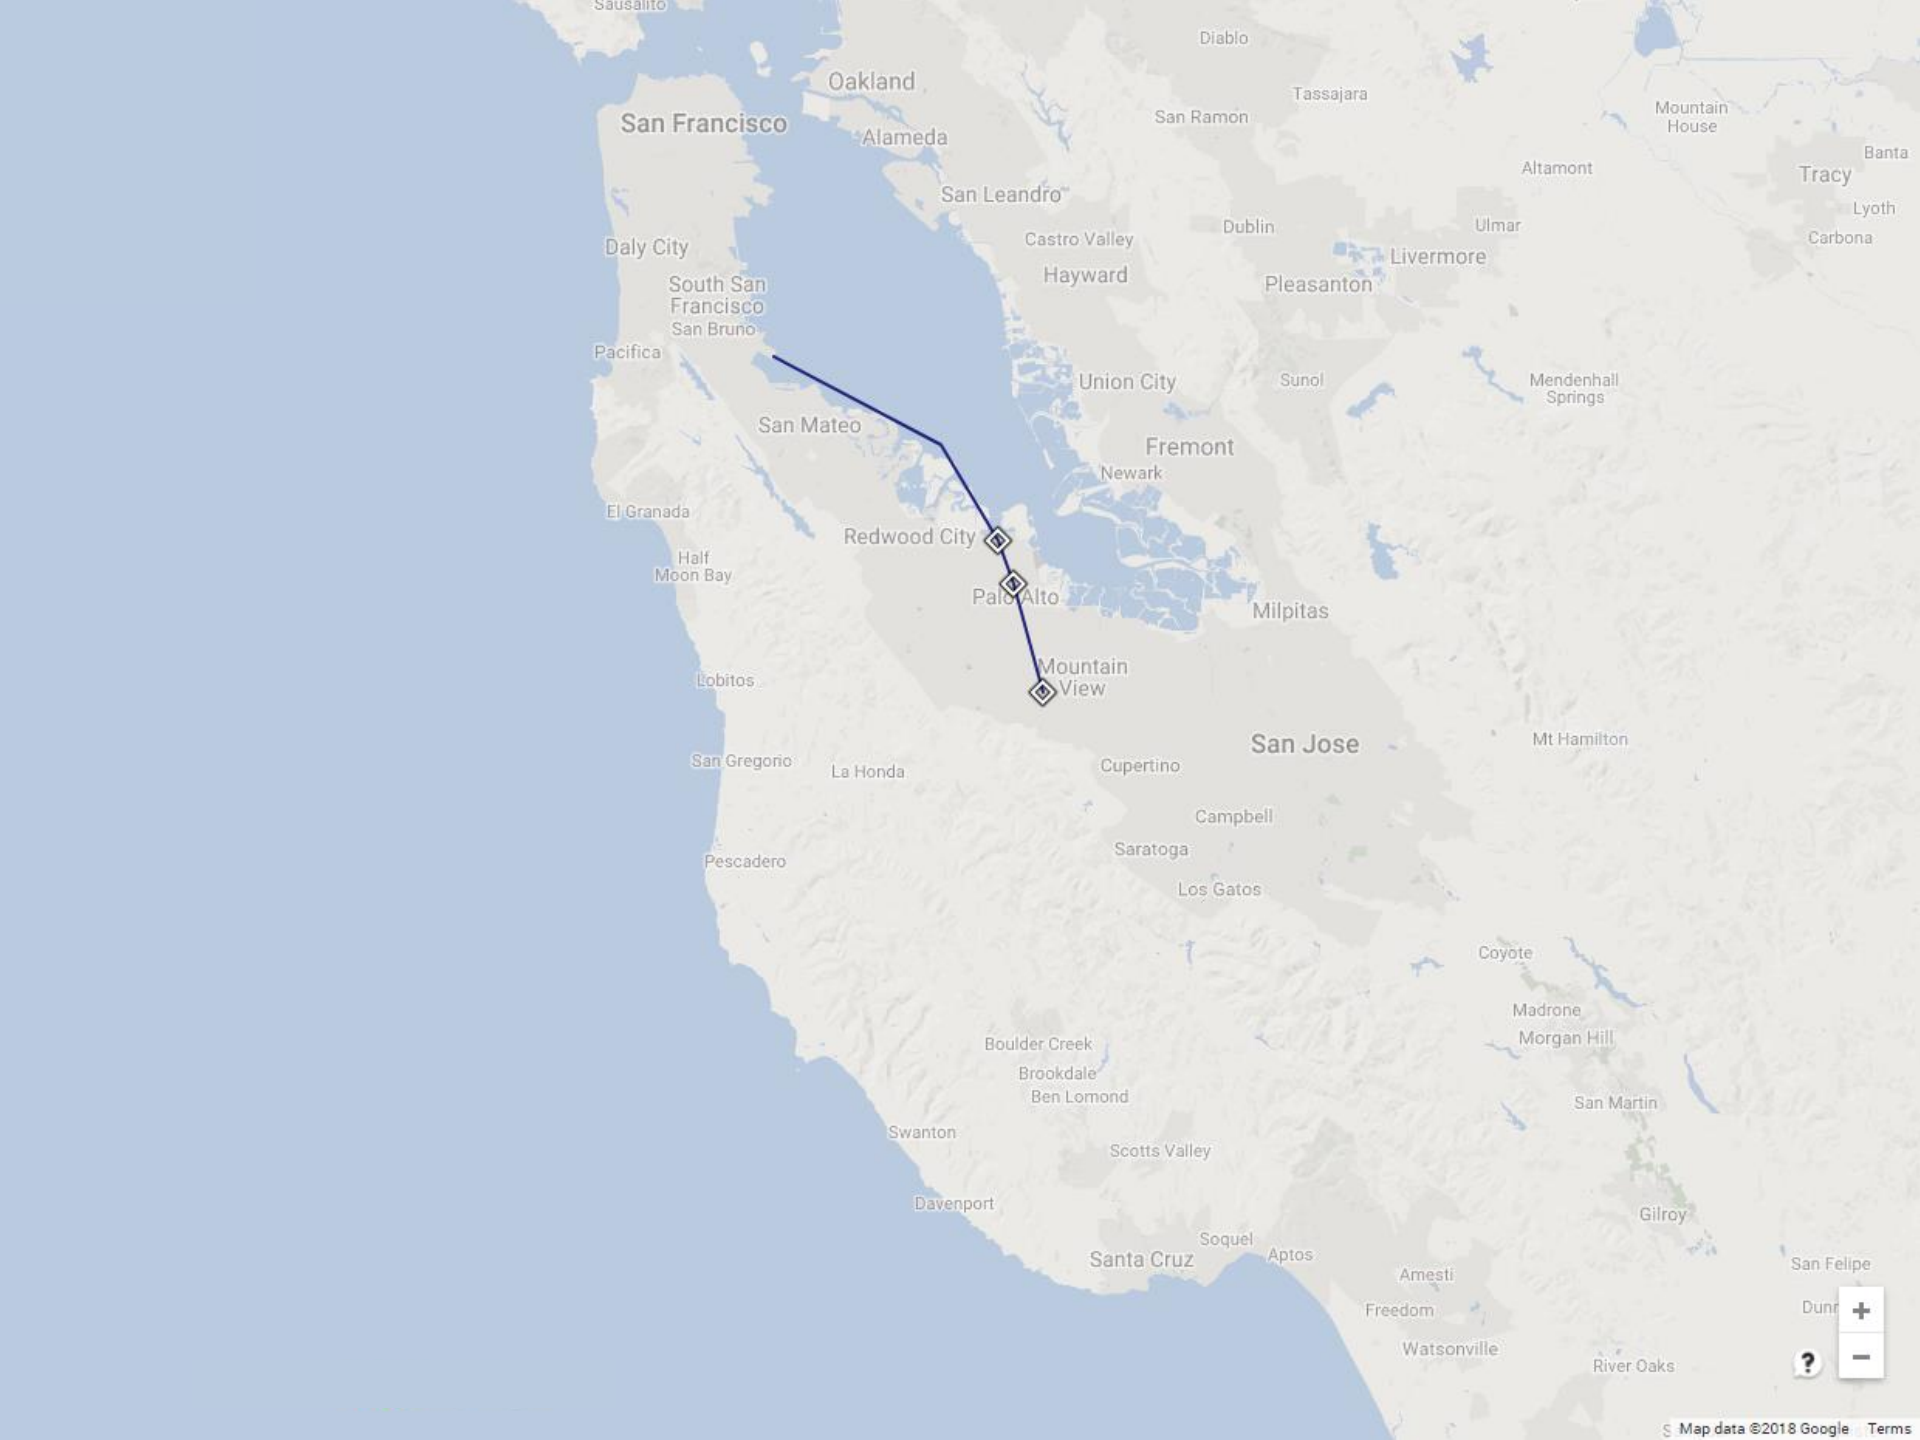 Sausalito
Diablo
Oakland
Tassajara
San Francisco
San Ramon
Mountain
House
Alameda
Banta
Altamont
Tracy
San Leandro
Lyoth
Castro Valley
Dublin
Ulmar
Carbona
Daly City
Hayward
Livermore
South San
Francisco
Pleasanton
San Bruno
Pacifica
Union City
Sunol
Mendenhall
Springs
San Mateo
Fremont
Newark
El Granada
Redwood City
Half
Moon Bay
Palo Alto
Milpitas
Mountain
View
Lobitos
San Jose
Mt Hamilton
San Gregorio
La Honda
Cupertino
Campbell
Saratoga
Pescadero
Los Gatos
Coyote
Madrone
Morgan Hill
Boulder Creek
Brookdale
Ben Lomond
San Martin
Swanton
Scotts Valley
Davenport
Gilroy
Soquel
Santa Cruz
Aptos
San Felipe
Amesti
Freedom
+
Watsonville
?
−
River Oaks
Map data ©2018 Google Terms